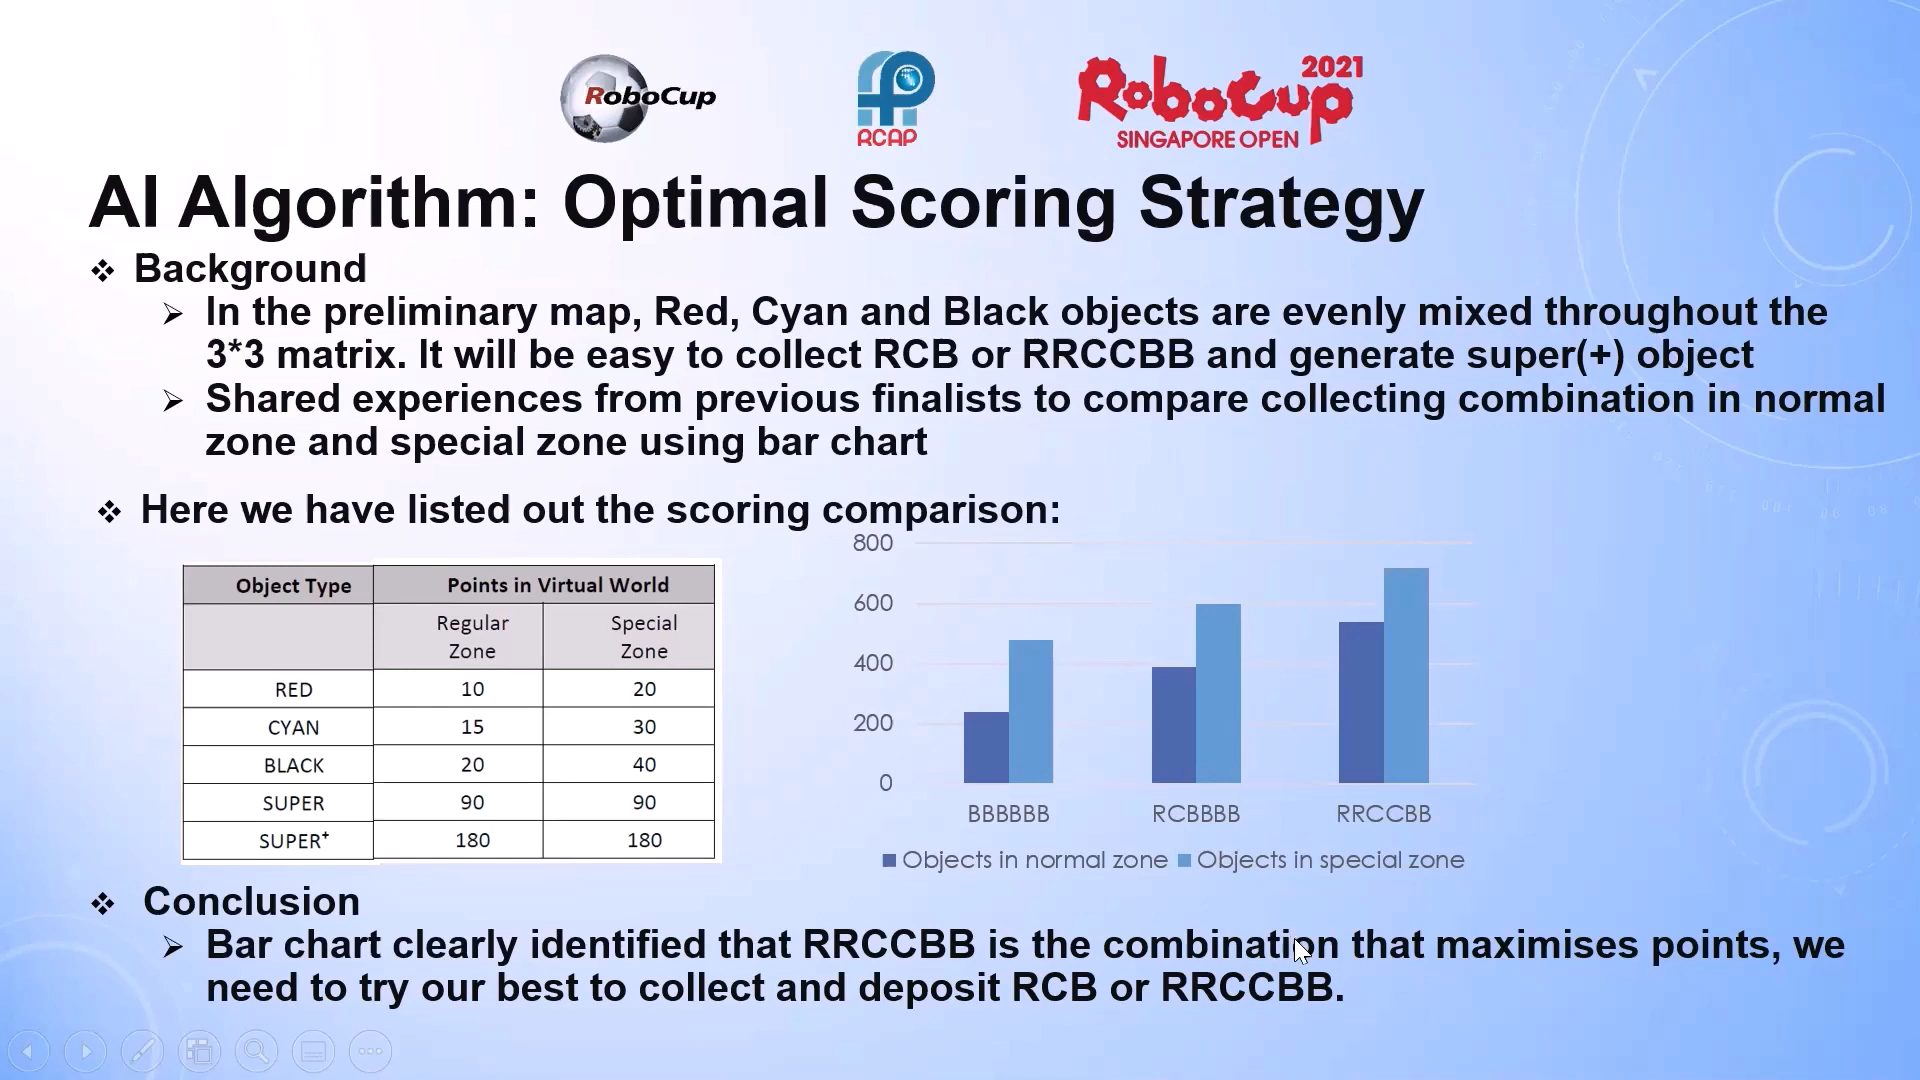 RoboCup
RCAP
RoboCup 2021
SINGAPORE OPEN
AI Algorithm: Optimal Scoring Strategy
Background
In the preliminary map, Red, Cyan and Black objects are evenly mixed throughout the
3*3 matrix. It will be easy to collect RCB or RRCCBB and generate super(+) object
Shared experiences from previous finalists to compare collecting combination in normal
zone and special zone using bar chart
Here we have listed out the scoring comparison:
Object Type Points in Virtual World
Regular Zone Special Zone
RED 10 20
CYAN 15 30
BLACK 20 40
SUPER 90 90
SUPER⁺ 180 180
800
600
400
200
0
BBBBBB RCBBBB RRCCBB
Objects in normal zone Objects in special zone
Conclusion
Bar chart clearly identified that RRCCBB is the combination that maximises points, we
need to try our best to collect and deposit RCB or RRCCBB.